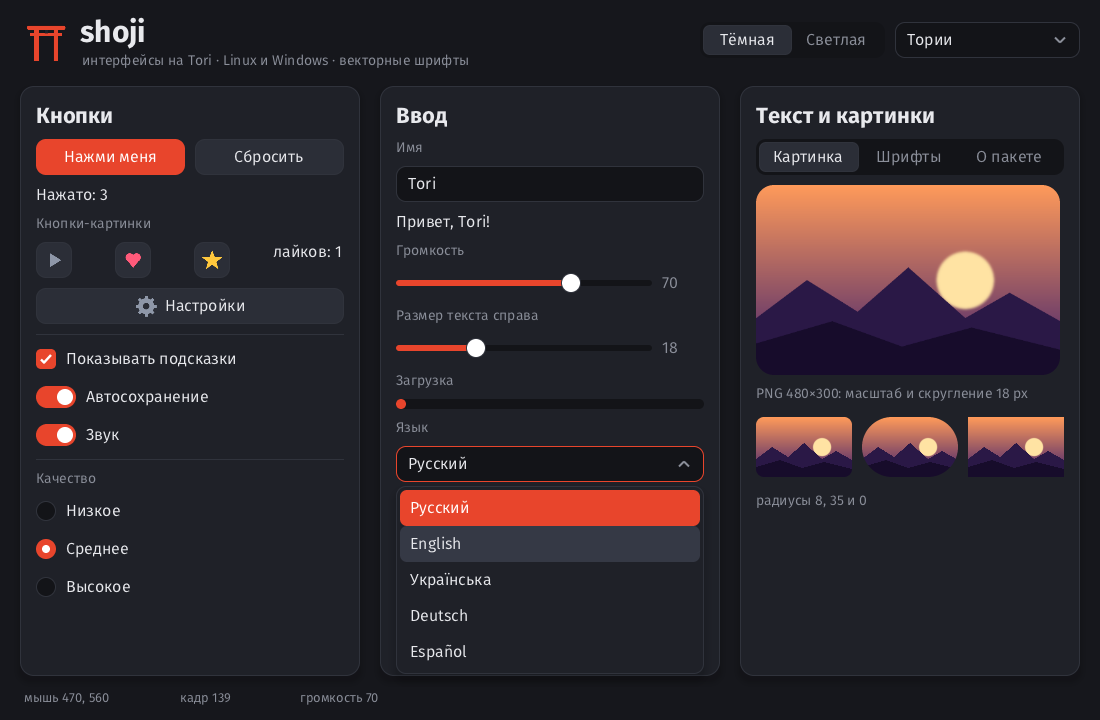 shoji
интерфейсы на Tori · Linux и Windows · векторные шрифты
Тёмная
Светлая
Тории
Кнопки
Нажми меня
Сбросить
Нажато: 3
Кнопки-картинки
лайков: 1
Настройки
Показывать подсказки
Автосохранение
Звук
Качество
Низкое
Среднее
Высокое
Ввод
Имя
Tori
Привет, Tori!
Громкость
70
Размер текста справа
18
Загрузка
Язык
Русский
Русский
English
Українська
Deutsch
Español
Текст и картинки
Картинка
Шрифты
О пакете
PNG 480×300: масштаб и скругление 18 px
радиусы 8, 35 и 0
мышь 470, 560
кадр 139
громкость 70